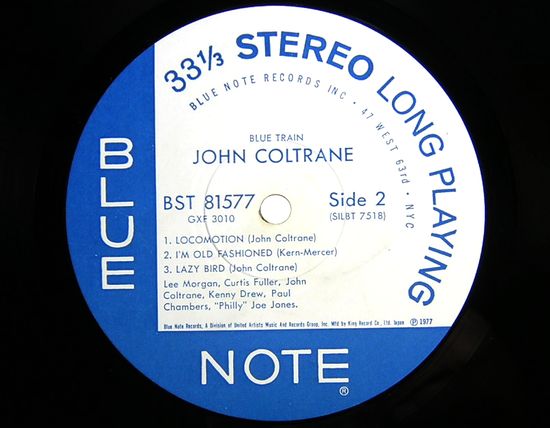 33⅓ STEREO LONG PLAYING
BLUE NOTE RECORDS INC · 47 WEST 63rd · NYC
BLUE TRAIN
JOHN COLTRANE
BST 81577
GXF 3010
Side 2
(SILBT 7518)
1. LOCOMOTION (John Coltrane)
2. I'M OLD FASHIONED (Kern-Mercer)
3. LAZY BIRD (John Coltrane)
Lee Morgan, Curtis Fuller, John
Coltrane, Kenny Drew, Paul
Chambers, "Philly" Joe Jones.
Blue Note Records, A Division of United Artists Music And Records Group, Inc. Mfd by King Record Co., Ltd. Japan ℗ 1977
BLUE
NOTE
®